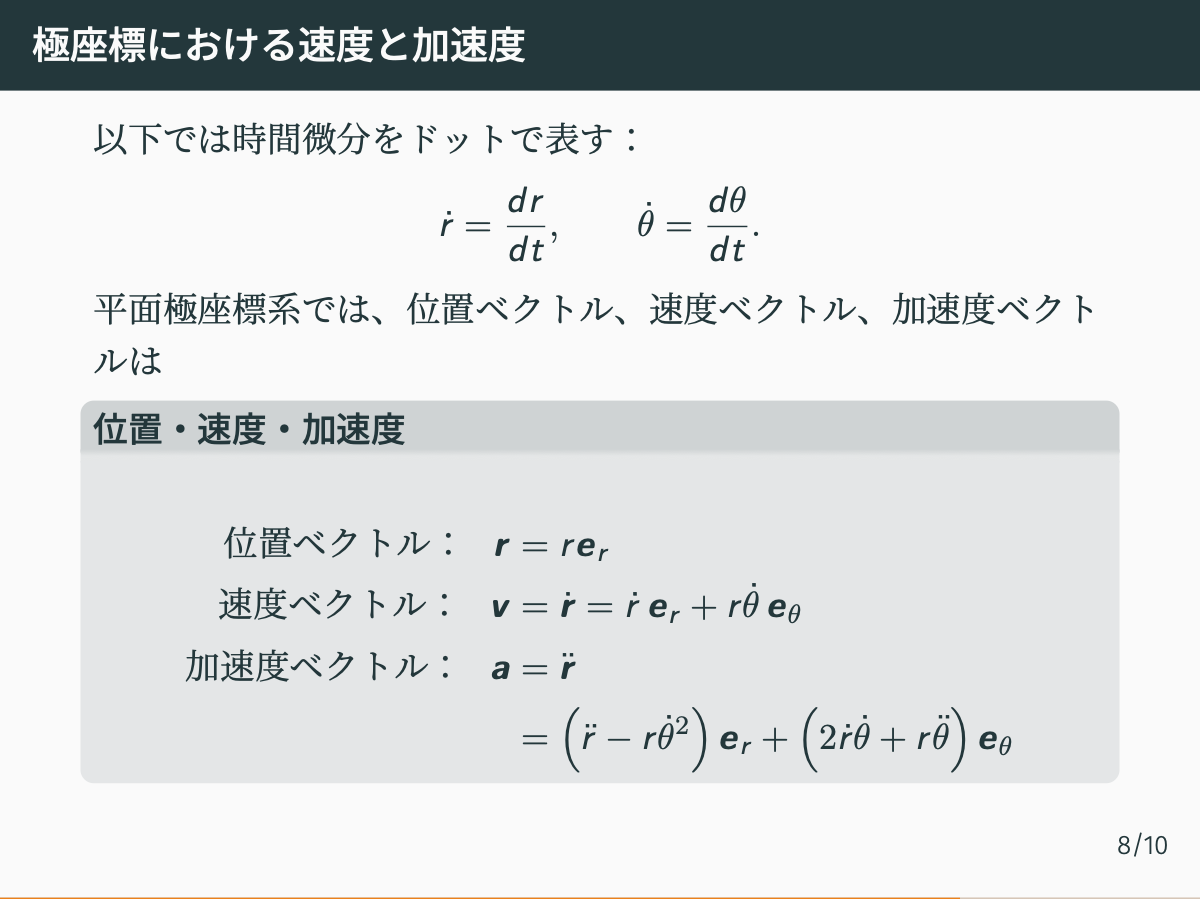 極座標における速度と加速度
以下では時間微分をドットで表す：
ṙ = dr/dt, θ̇ = dθ/dt.
平面極座標系では、位置ベクトル、速度ベクトル、加速度ベクト
ルは
位置・速度・加速度
位置ベクトル： r = re_r
速度ベクトル： v = ṙ = ṙ e_r + rθ̇ e_θ
加速度ベクトル： a = r̈
= (r̈ − rθ̇²) e_r + (2ṙθ̇ + rθ̈) e_θ
8/10